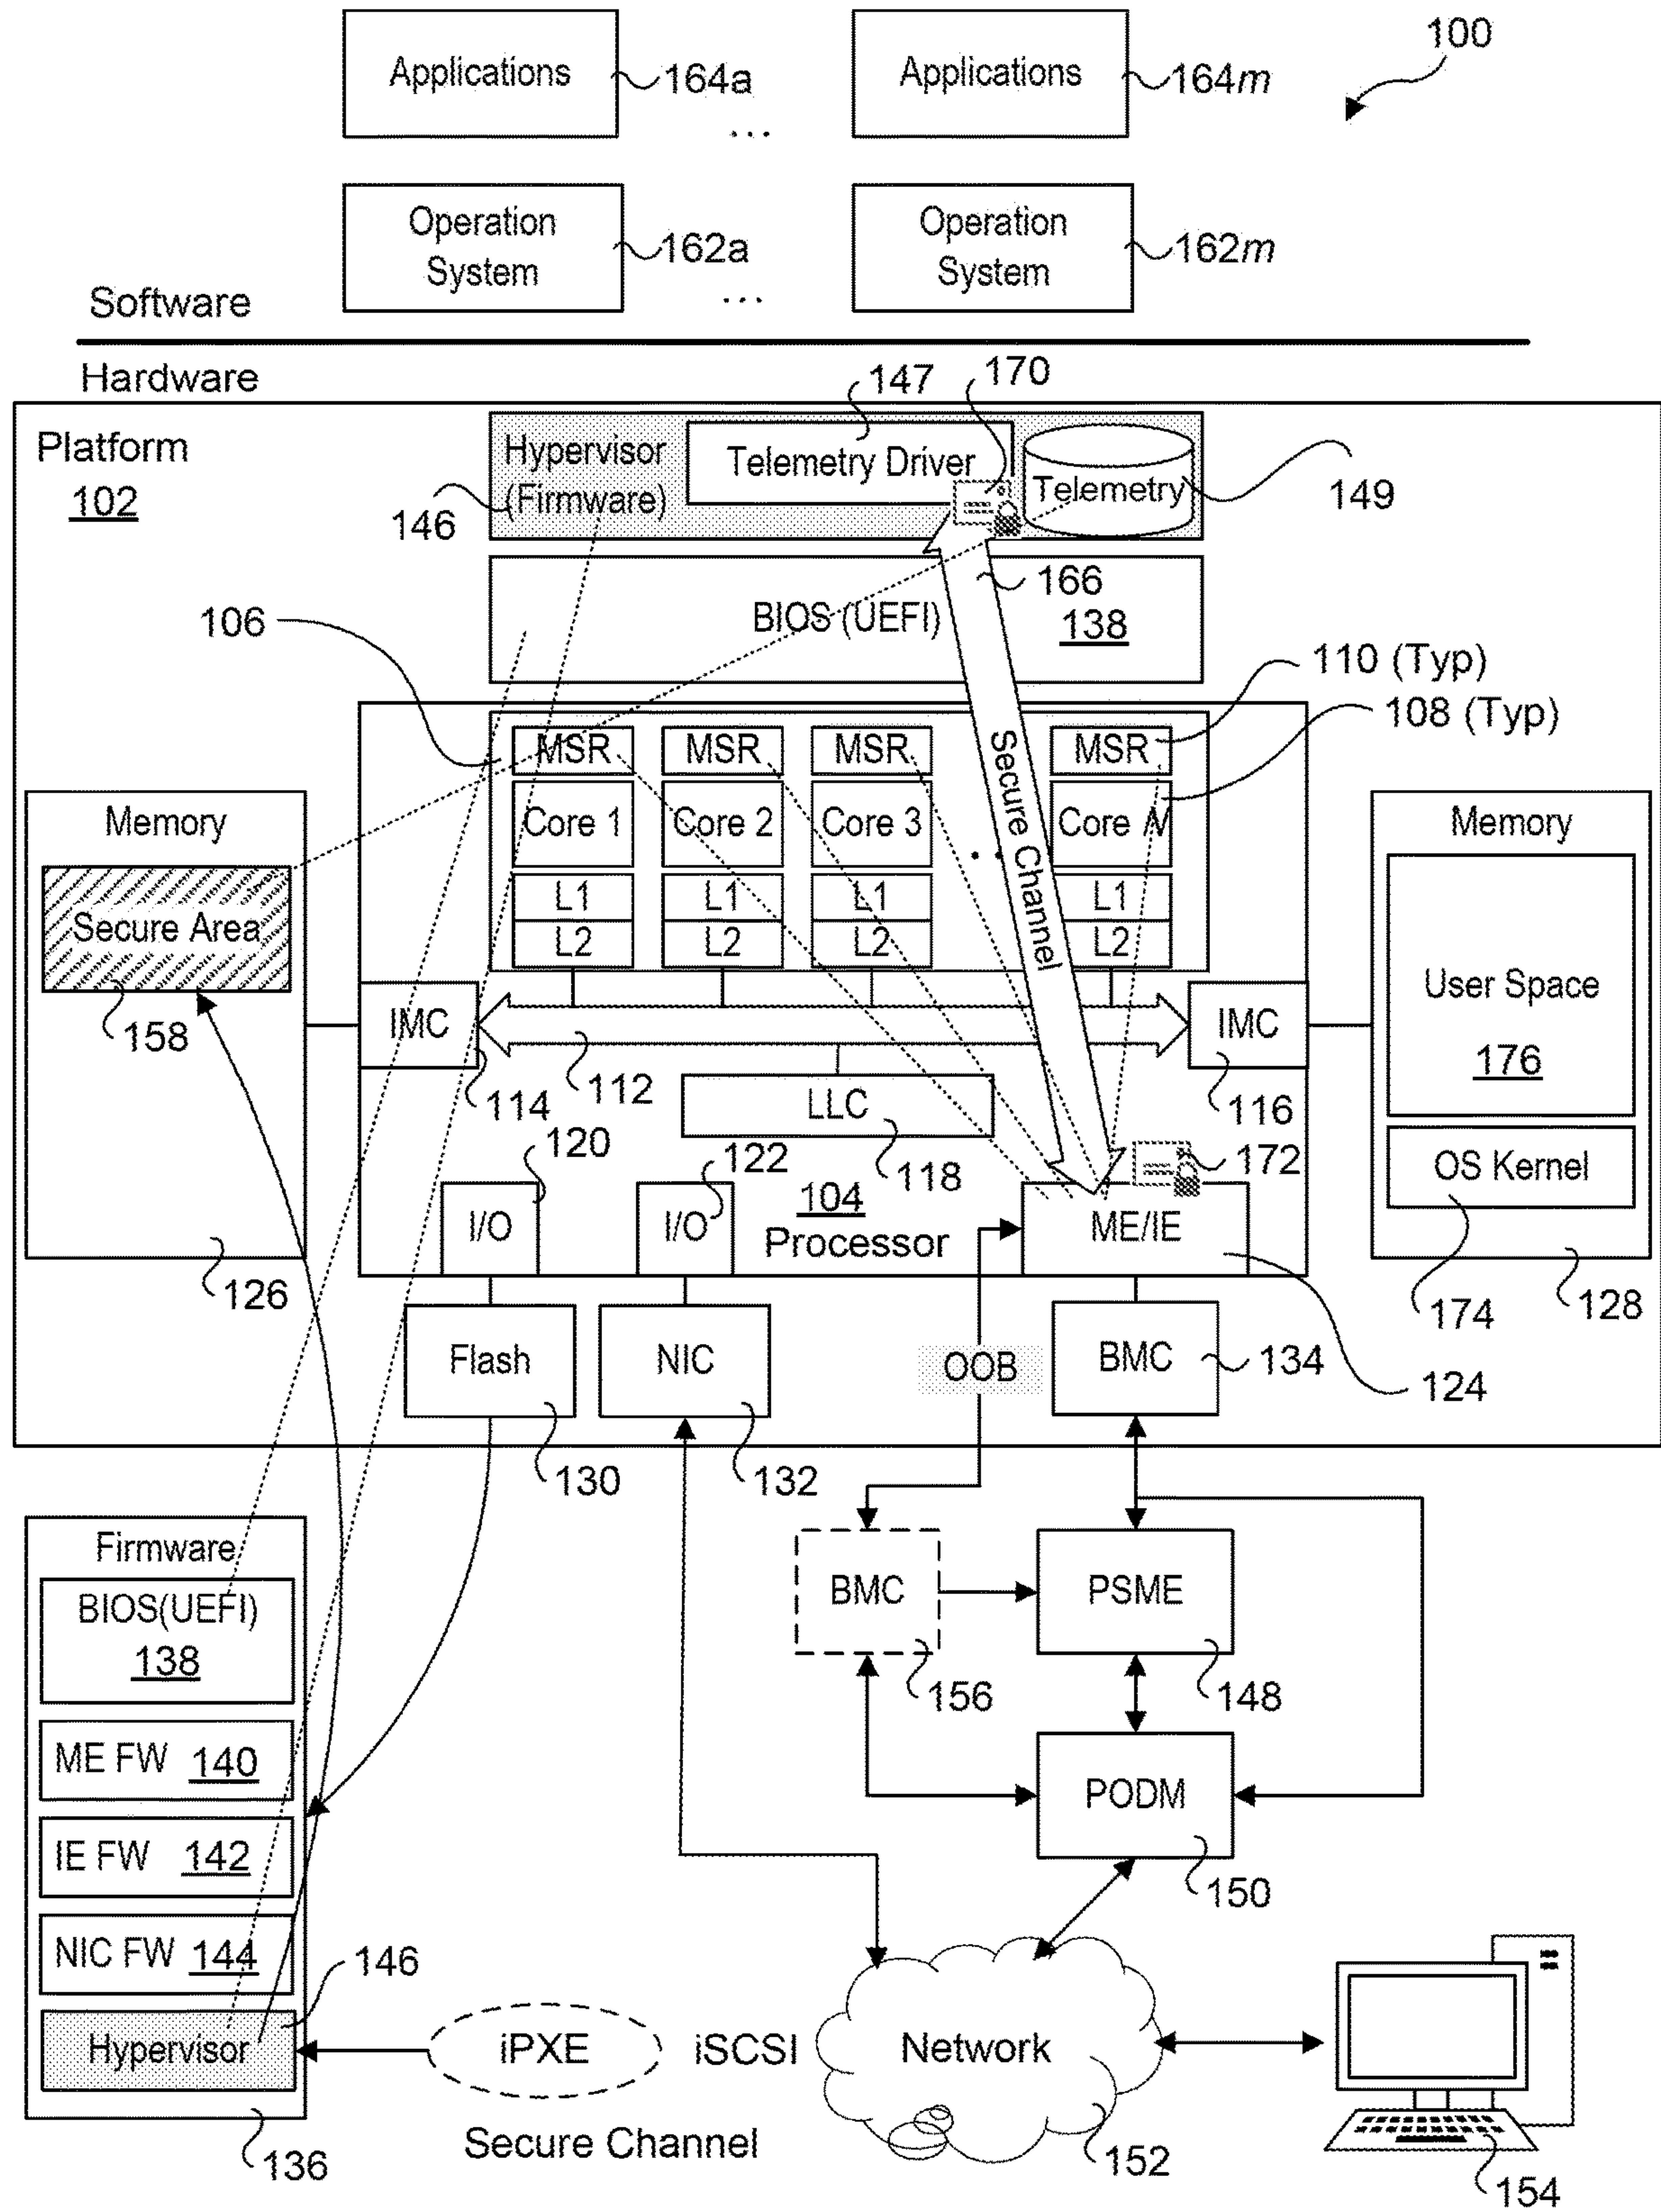 100
Applications
164a
...
Applications
164m
Operation
System
162a
...
Operation
System
162m
Software
Hardware
147
170
Platform
102
Hypervisor
(Firmware)
146
Telemetry Driver
Telemetry
149
166
BIOS (UEFI)
138
106
110 (Typ)
108 (Typ)
MSR
MSR
MSR
MSR
Core 1
Core 2
Core 3
Core N
L1
L1
L1
L1
L2
L2
L2
L2
Secure Channel
Memory
Secure Area
158
126
Memory
User Space
176
OS Kernel
174
128
IMC
114
112
IMC
116
LLC
118
120
122
172
I/O
I/O
104
Processor
ME/IE
124
Flash
130
NIC
132
OOB
BMC
134
Firmware
BIOS(UEFI)
138
ME FW 140
IE FW 142
NIC FW 144
Hypervisor
146
136
BMC
156
PSME
148
PODM
150
iPXE
iSCSI
Secure Channel
Network
152
154